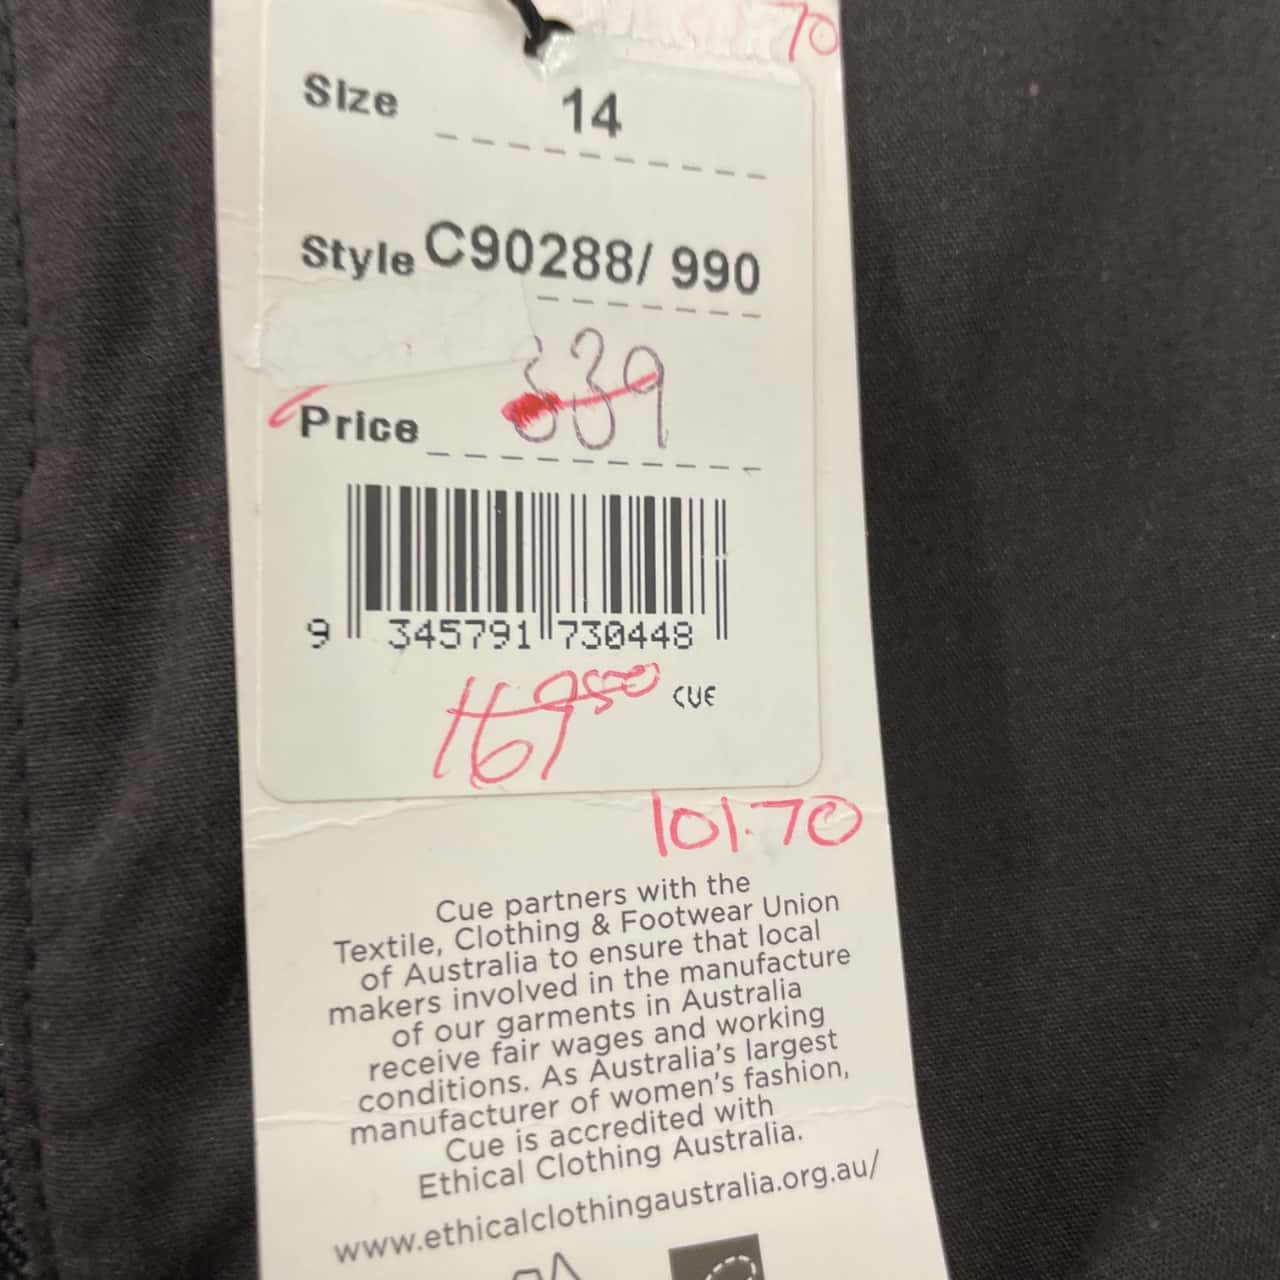 70
Size 14
Style C90288/ 990
339
Price
9 345791 730448
169.50 CUE
101.70
Cue partners with the
Textile, Clothing & Footwear Union
of Australia to ensure that local
makers involved in the manufacture
of our garments in Australia
receive fair wages and working
conditions. As Australia's largest
manufacturer of women's fashion,
Cue is accredited with
Ethical Clothing Australia.
www.ethicalclothingaustralia.org.au/